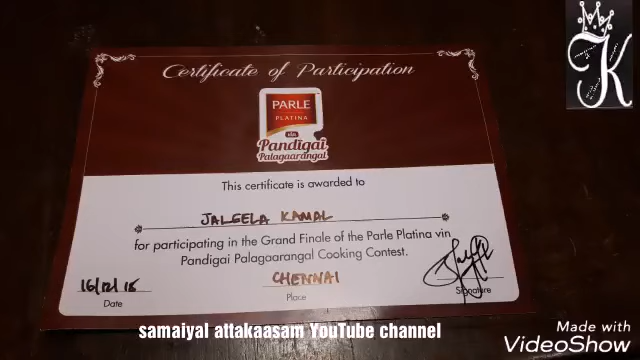 JK
Certificate of Participation
PARLE
PLATINA
வின்
Pandigai
Palagaarangal
This certificate is awarded to
JALEELA KAMAL
for participating in the Grand Finale of the Parle Platina vin
Pandigai Palagaarangal Cooking Contest.
16/12/18
CHENNAI
Date
Place
Signature
samaiyal attakaasam YouTube channel
Made with
VideoShow